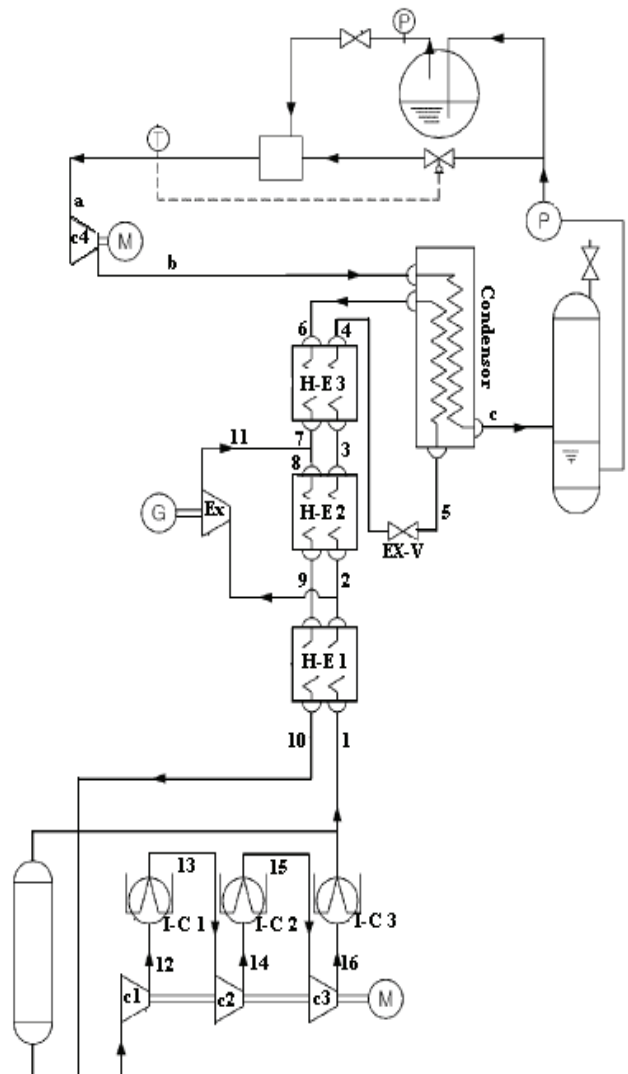 P
T
P
a
c4
M
b
Condensor
6
4
H-E 3
c
11
7
3
8
G
Ex
H-E 2
5
EX-V
9
2
H-E 1
10
1
13
15
I-C 1
I-C 2
I-C 3
12
14
16
c1
c2
c3
M